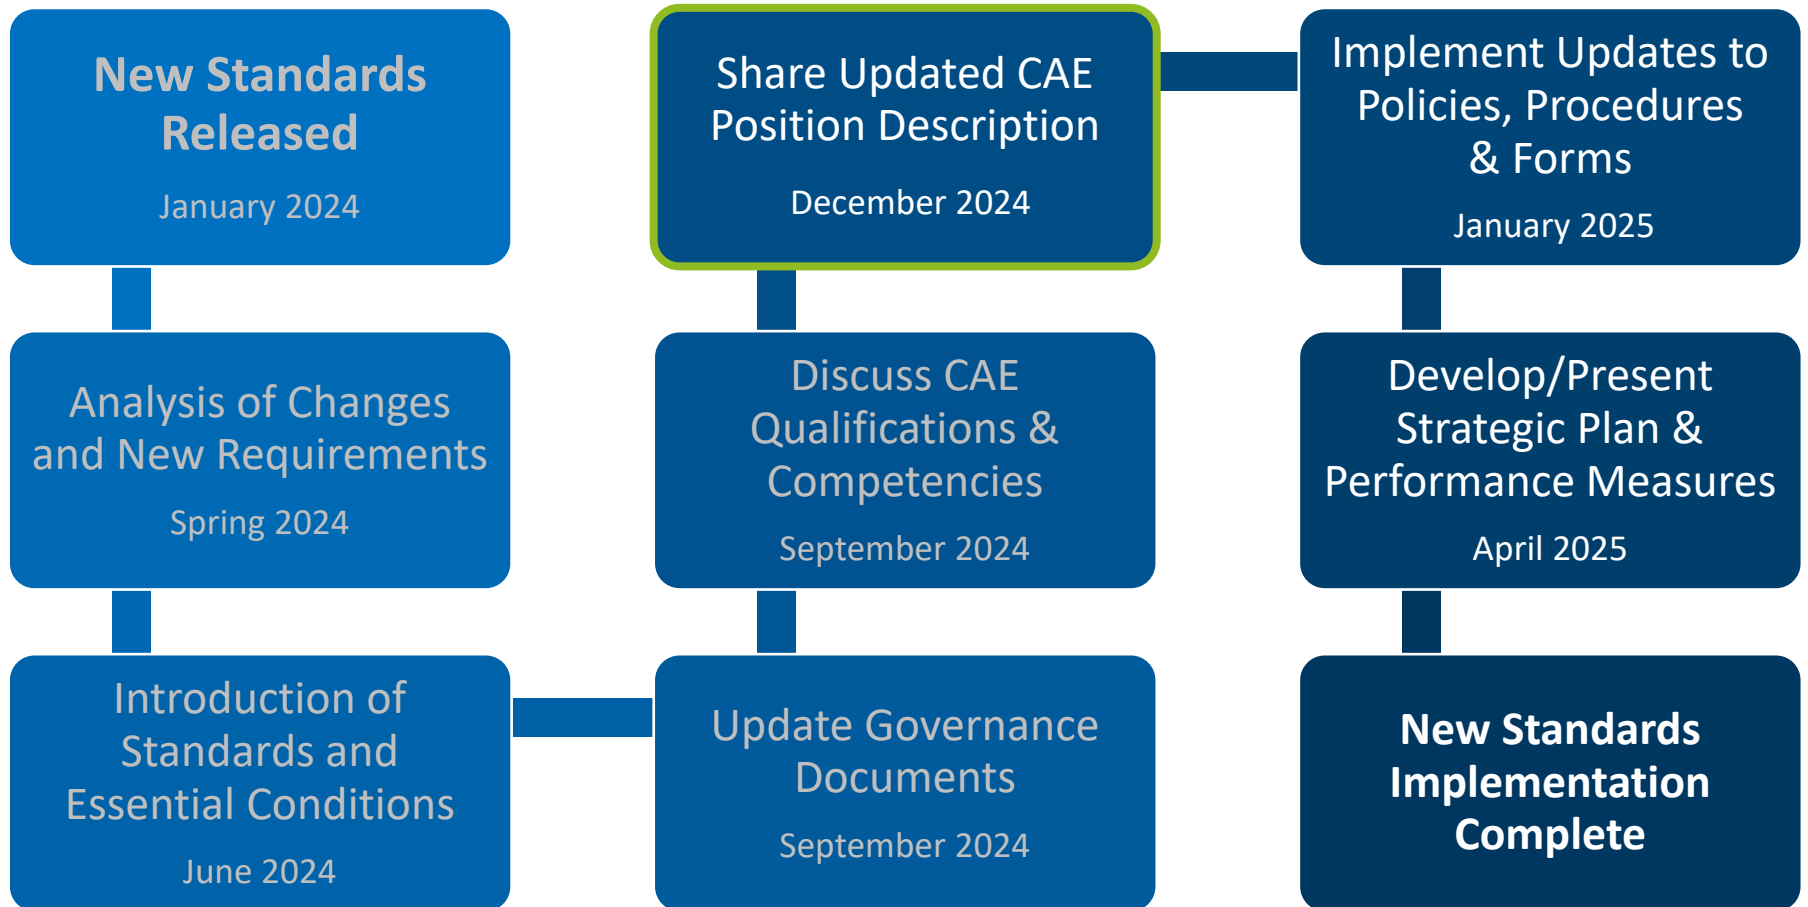 New Standards
Released
January 2024
Analysis of Changes
and New Requirements
Spring 2024
Introduction of
Standards and
Essential Conditions
June 2024
Update Governance
Documents
September 2024
Discuss CAE
Qualifications &
Competencies
September 2024
Share Updated CAE
Position Description
December 2024
Implement Updates to
Policies, Procedures
& Forms
January 2025
Develop/Present
Strategic Plan &
Performance Measures
April 2025
New Standards
Implementation
Complete